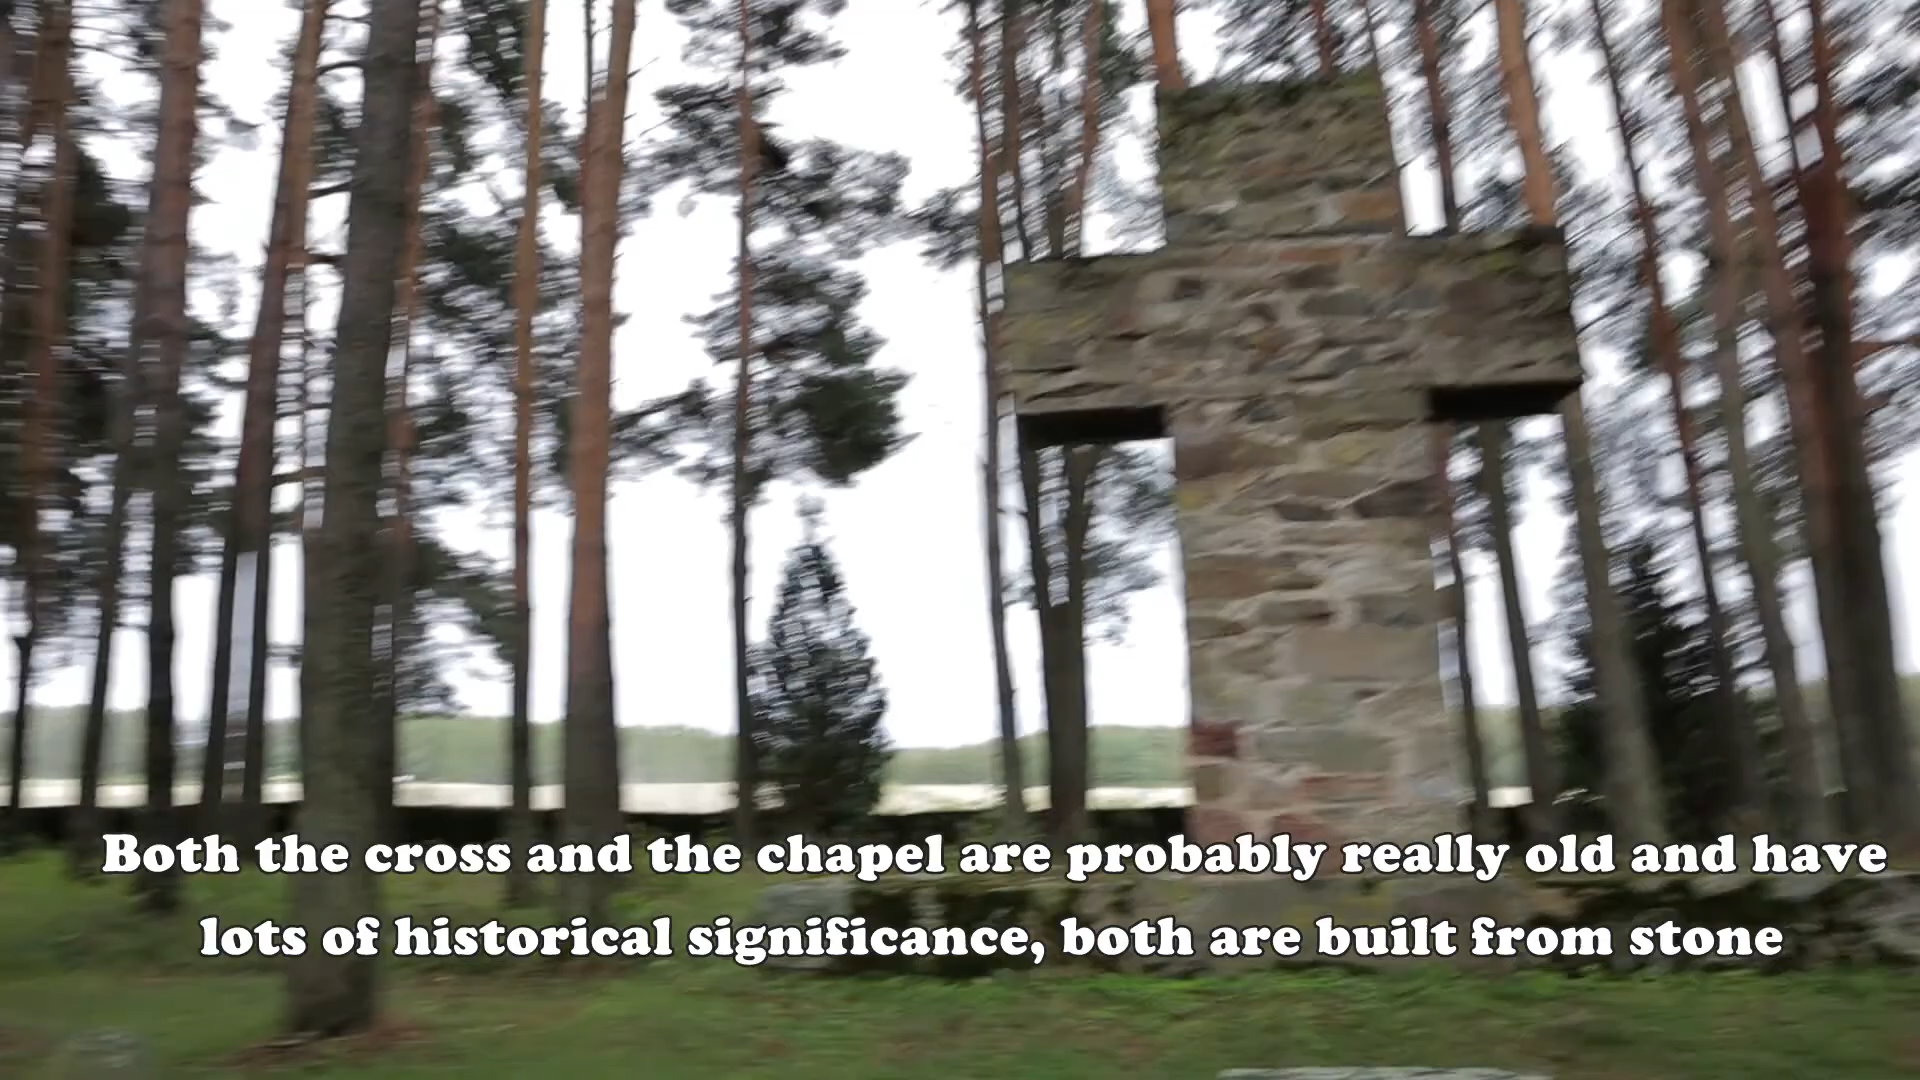 Both the cross and the chapel are probably really old and have
lots of historical significance, both are built from stone